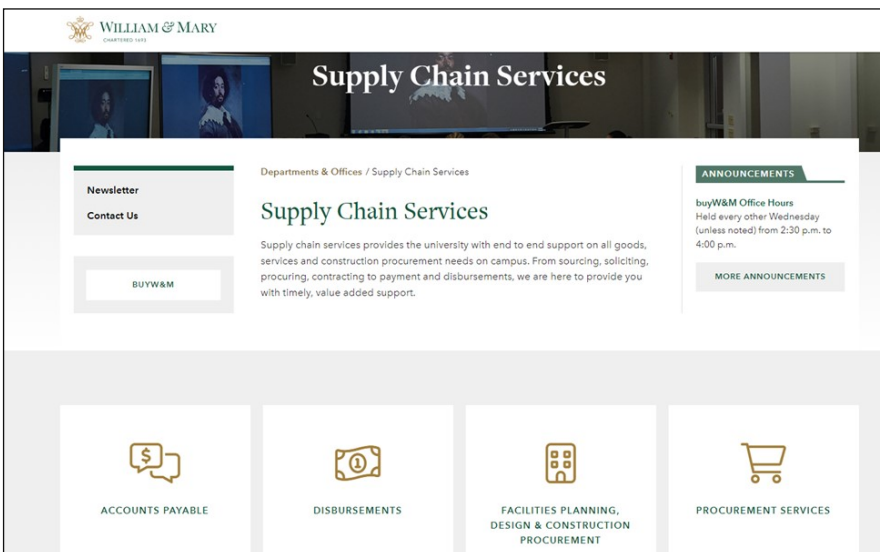 WILLIAM & MARY
CHARTERED 1693
Supply Chain Services
Newsletter
Contact Us
BUYW&M
Departments & Offices / Supply Chain Services
Supply Chain Services
Supply chain services provides the university with end to end support on all goods,
services and construction procurement needs on campus. From sourcing, soliciting,
procuring, contracting to payment and disbursements, we are here to provide you
with timely, value added support.
ANNOUNCEMENTS
buyW&M Office Hours
Held every other Wednesday
(unless noted) from 2:30 p.m. to
4:00 p.m.
MORE ANNOUNCEMENTS
$
ACCOUNTS PAYABLE
1
DISBURSEMENTS
FACILITIES PLANNING,
DESIGN & CONSTRUCTION
PROCUREMENT
PROCUREMENT SERVICES